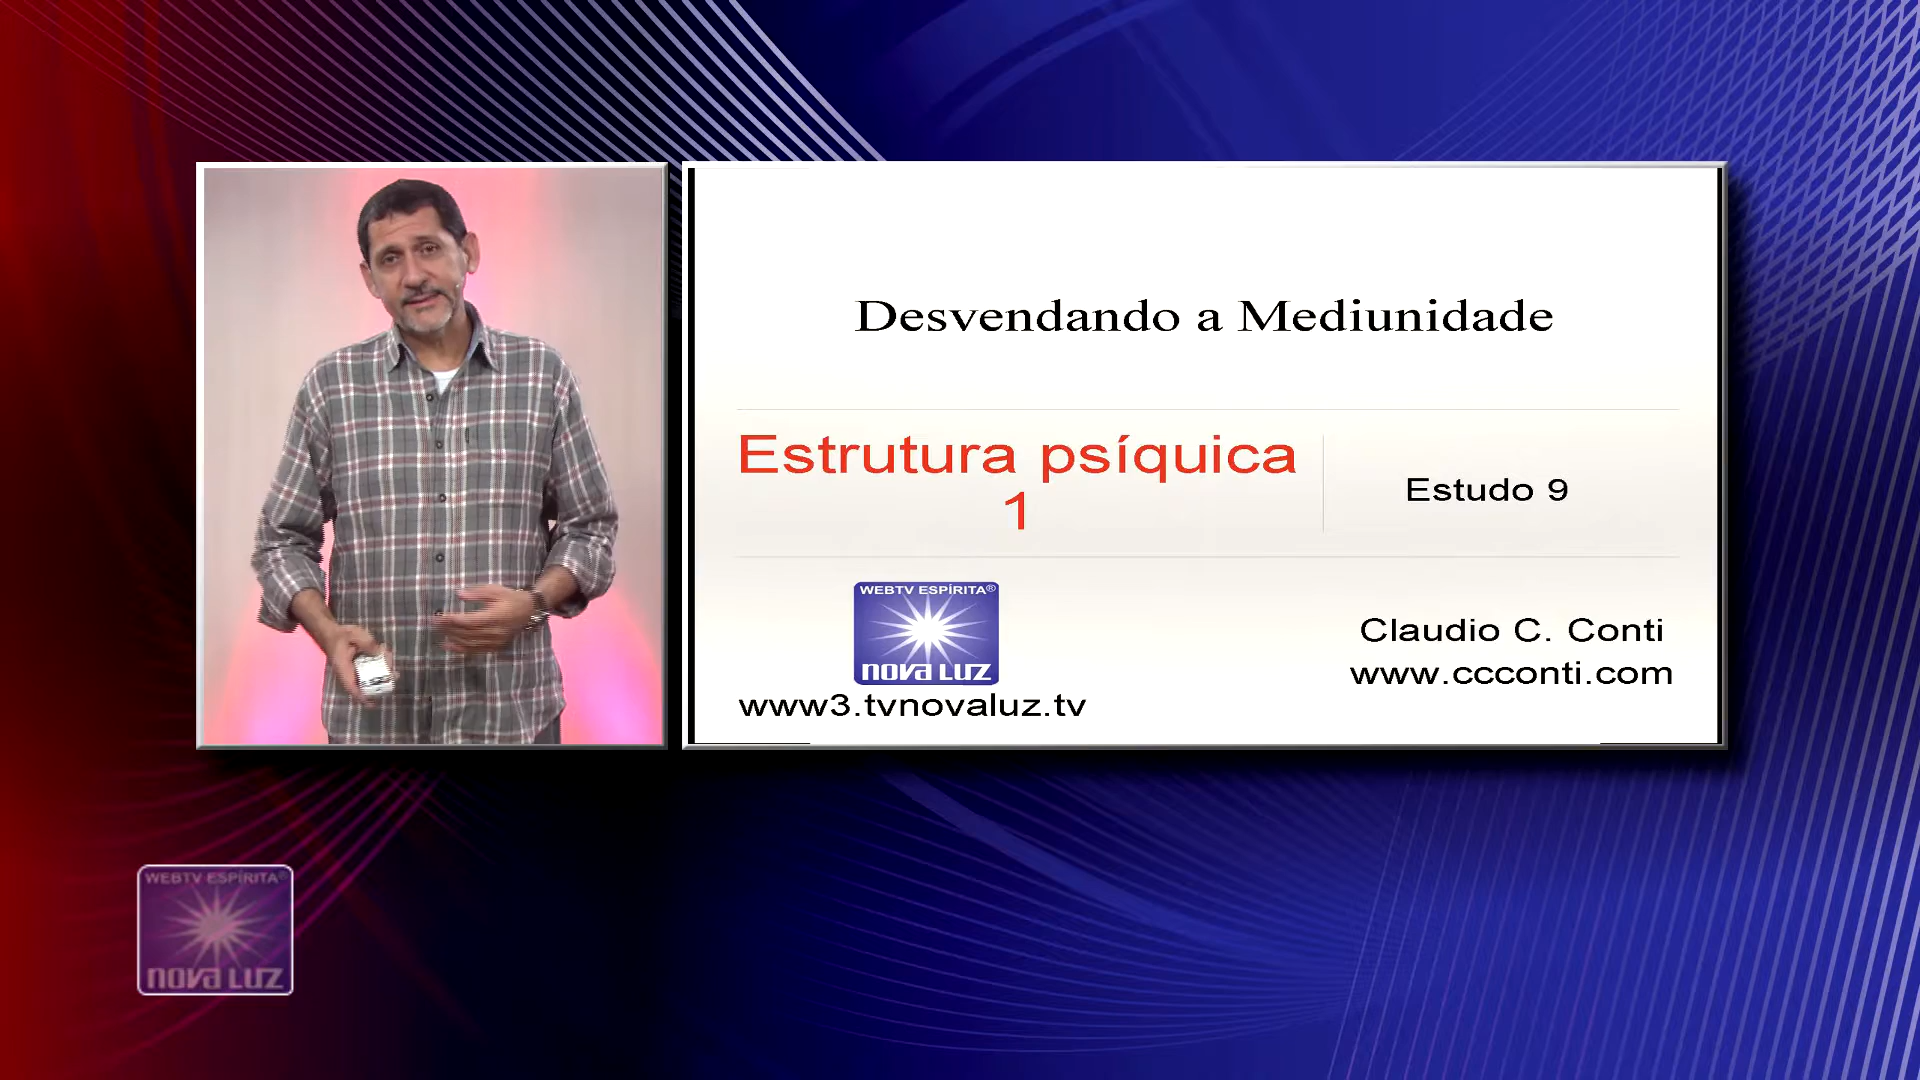 Desvendando a Mediunidade
Estrutura psíquica
1
Estudo 9
WEBTV ESPÍRITA®
NOVA LUZ
www3.tvnovaluz.tv
Claudio C. Conti
www.ccconti.com
WEBTV ESPÍRITA®
NOVA LUZ